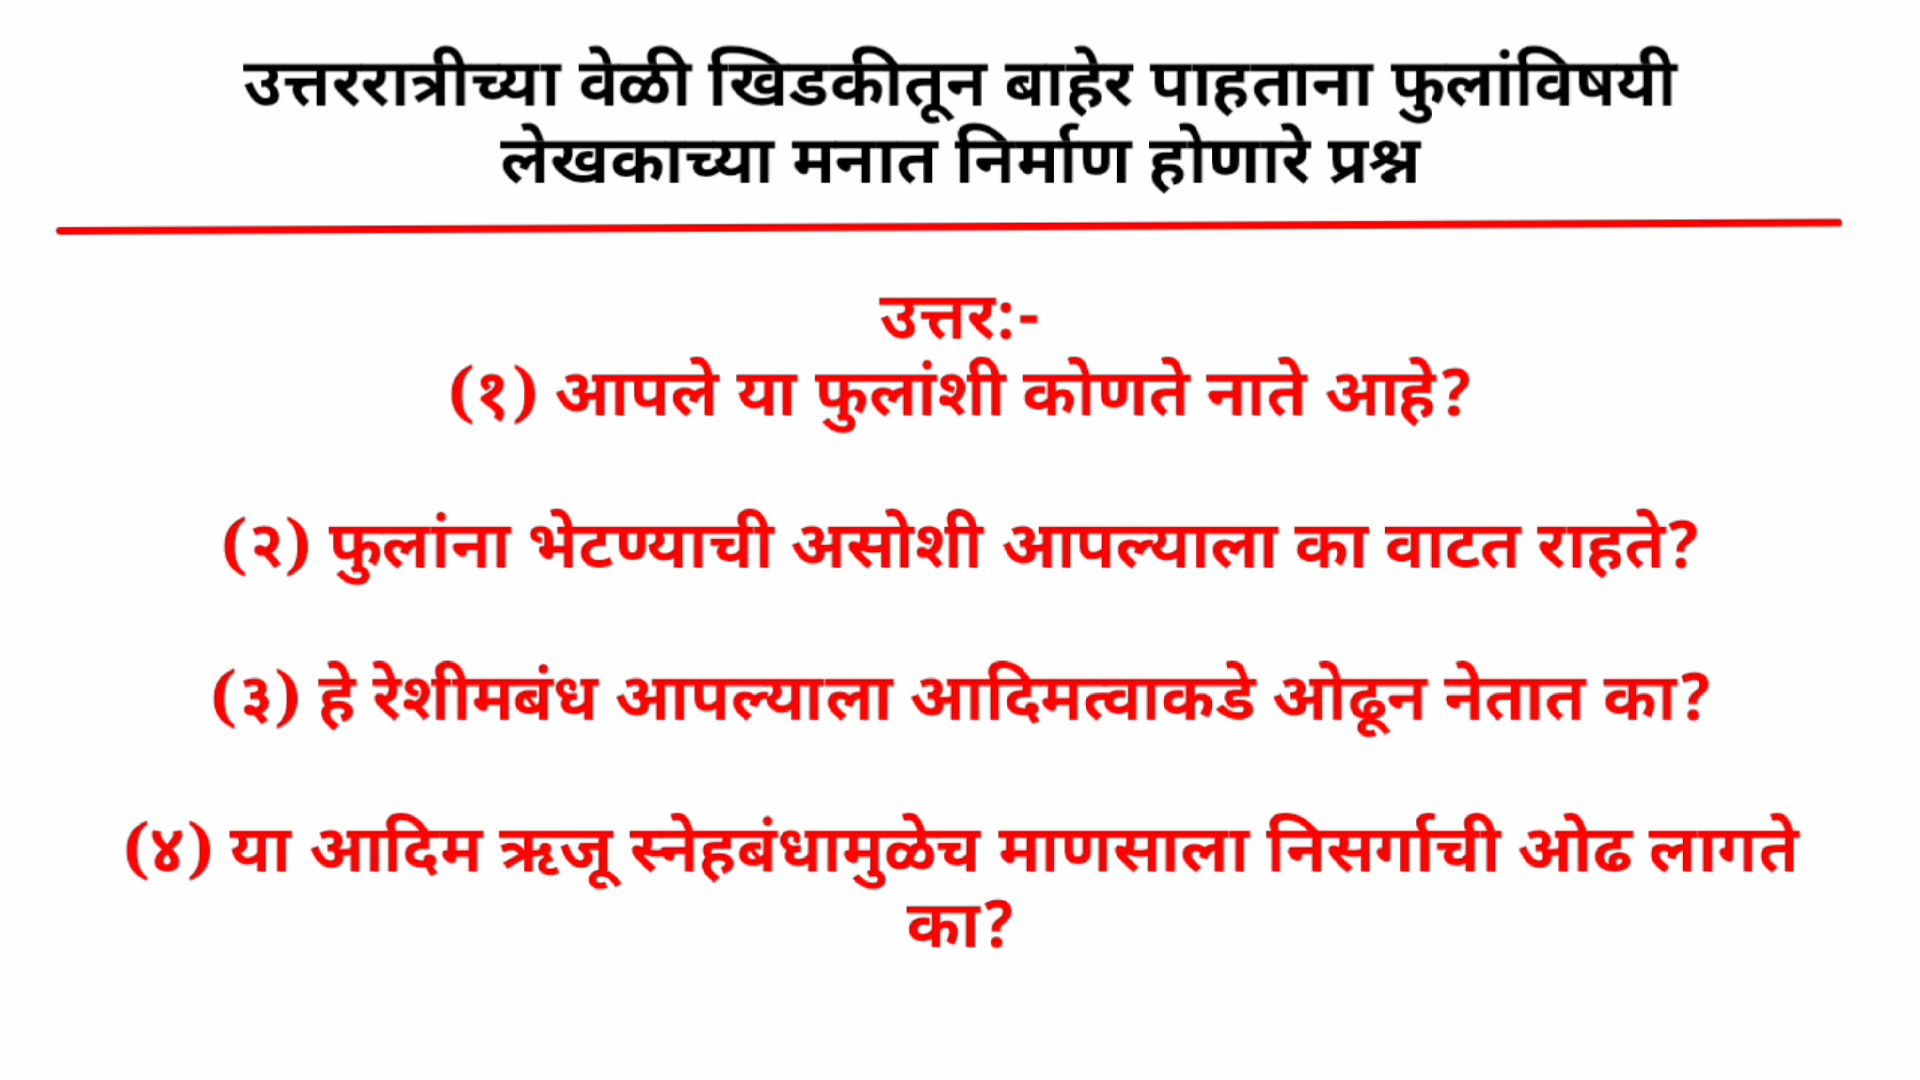 उत्तररात्रीच्या वेळी खिडकीतून बाहेर पाहताना फुलांविषयी
लेखकाच्या मनात निर्माण होणारे प्रश्न
उत्तर:-
(१) आपले या फुलांशी कोणते नाते आहे?
(२) फुलांना भेटण्याची असोशी आपल्याला का वाटत राहते?
(३) हे रेशीमबंध आपल्याला आदिमत्वाकडे ओढून नेतात का?
(४) या आदिम ऋजू स्नेहबंधामुळेच माणसाला निसर्गाची ओढ लागते
का?